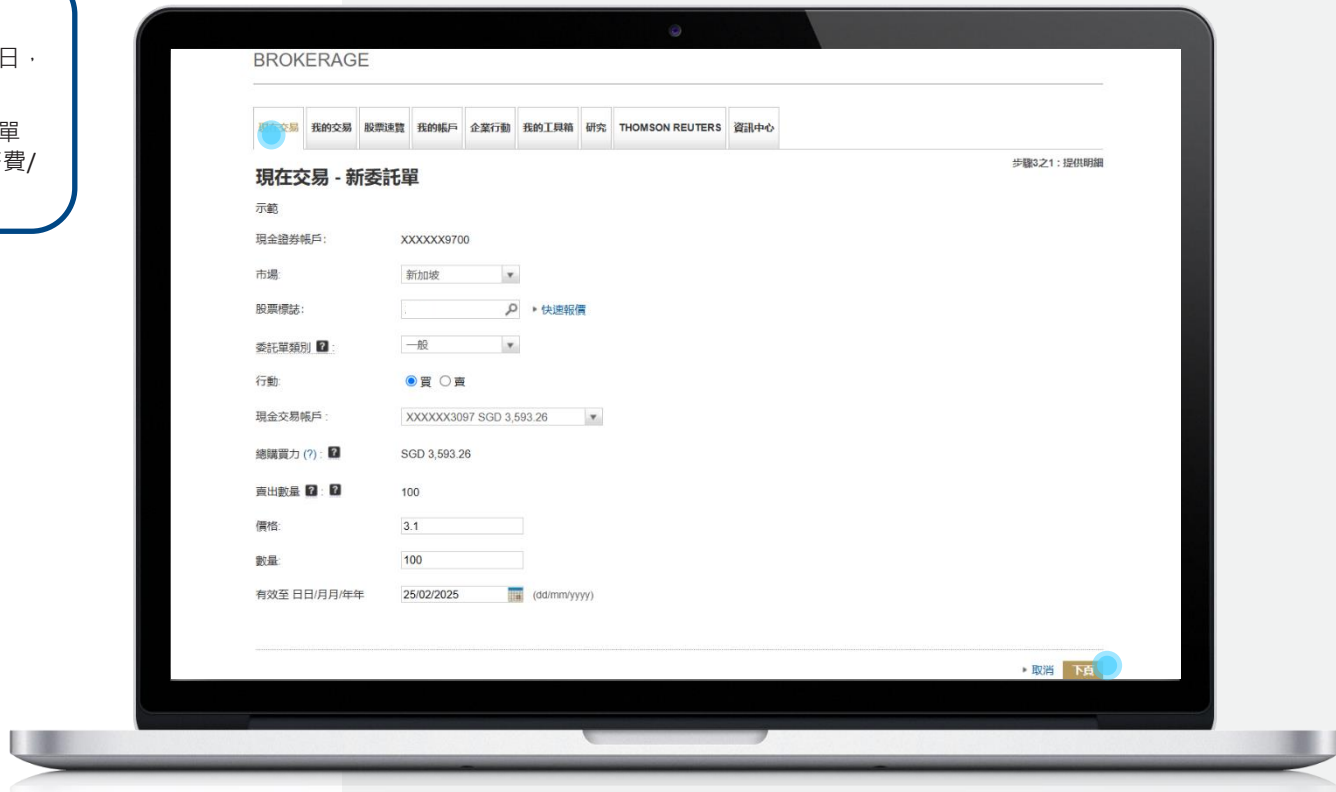 日，
單
費/
BROKERAGE
現在交易 我的交易 股票速覽 我的帳戶 企業行動 我的工具箱 研究 THOMSON REUTERS 資訊中心
步驟3之1：提供明細
現在交易 - 新委託單
示範
現金證券帳戶： XXXXXX9700
市場: 新加坡
股票標誌： . 快速報價
委託單類別 ? : 一般
行動: 買 賣
現金交易帳戶： XXXXXX3097 SGD 3,593.26
總購買力 (?) : ? SGD 3,593.26
賣出數量 ? : ? 100
價格: 3.1
數量: 100
有效至 日日/月月/年年 25/02/2025 (dd/mm/yyyy)
取消 下頁